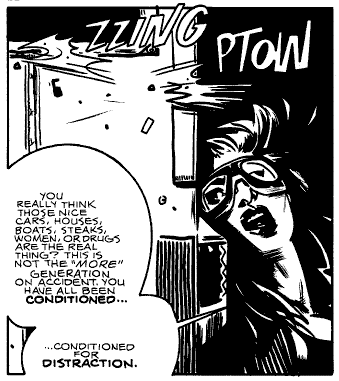 ZZING
PTOW
YOU
REALLY THINK
THOSE NICE
CARS, HOUSES,
BOATS, STEAKS,
WOMEN, OR DRUGS
ARE THE REAL
THING? THIS IS
NOT THE "MORE"
GENERATION
ON ACCIDENT. YOU
HAVE ALL BEEN
CONDITIONED...
...CONDITIONED
FOR
DISTRACTION.